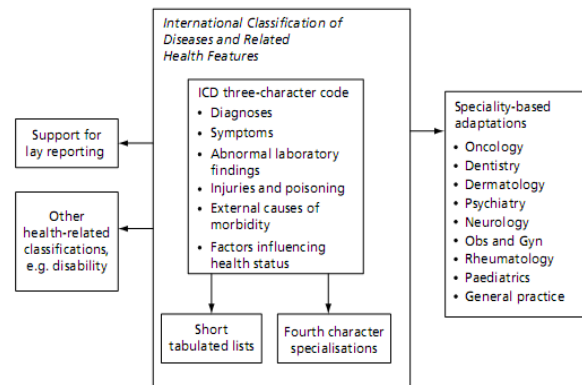 International Classification of
Diseases and Related
Health Features
ICD three-character code
• Diagnoses
• Symptoms
• Abnormal laboratory
findings
• Injuries and poisoning
• External causes of
morbidity
• Factors influencing
health status
Short
tabulated lists
Fourth character
specialisations
Support for
lay reporting
Other
health-related
classifications,
e.g. disability
Speciality-based
adaptations
• Oncology
• Dentistry
• Dermatology
• Psychiatry
• Neurology
• Obs and Gyn
• Rheumatology
• Paediatrics
• General practice